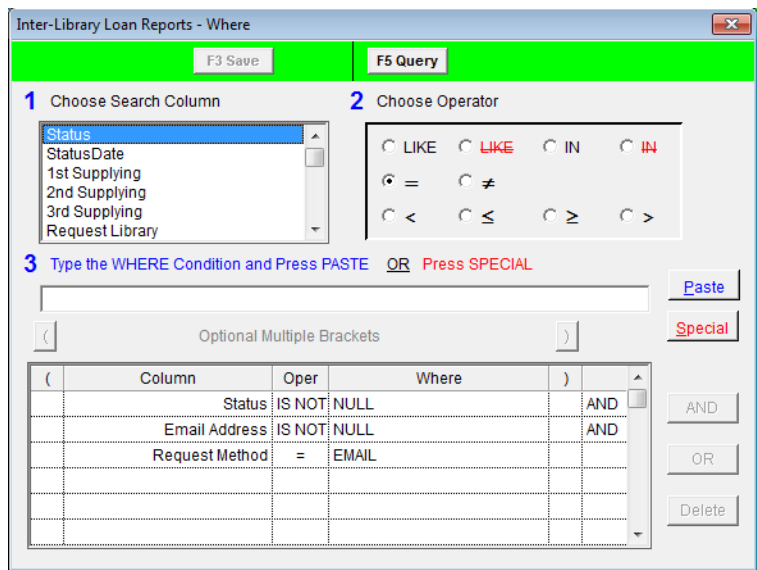 Inter-Library Loan Reports - Where
F3 Save F5 Query
1 Choose Search Column
2 Choose Operator
Status
StatusDate
1st Supplying
2nd Supplying
3rd Supplying
Request Library
LIKE LIKE IN IN
= ≠
< ≤ ≥ >
3 Type the WHERE Condition and Press PASTE OR Press SPECIAL
Paste
Special
( Optional Multiple Brackets )
( Column Oper Where )
Status IS NOT NULL AND
Email Address IS NOT NULL AND
Request Method = EMAIL
AND
OR
Delete